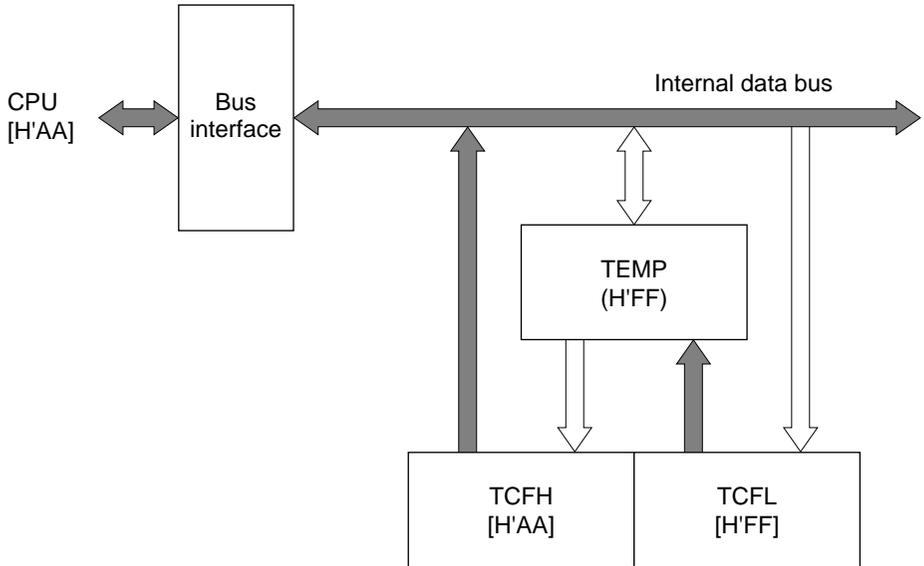 Internal data bus
CPU
[H'AA]
Bus
interface
TEMP
(H'FF)
TCFH
[H'AA]
TCFL
[H'FF]